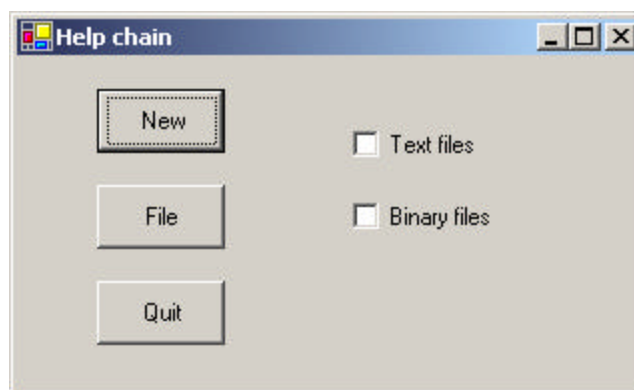 Help chain
New
Text files
File
Binary files
Quit